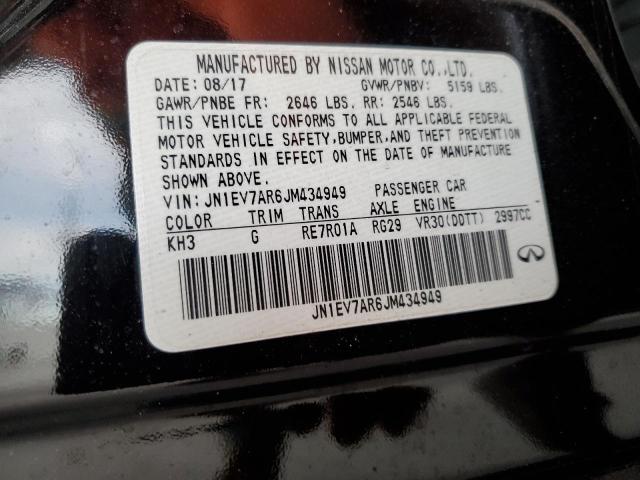 MANUFACTURED BY NISSAN MOTOR CO.,LTD.
DATE: 08/17 GVWR/PNBV: 5159 LBS.
GAWR/PNBE FR: 2646 LBS. RR: 2546 LBS.
THIS VEHICLE CONFORMS TO ALL APPLICABLE FEDERAL
MOTOR VEHICLE SAFETY,BUMPER,AND THEFT PREVENTION
STANDARDS IN EFFECT ON THE DATE OF MANUFACTURE
SHOWN ABOVE.
VIN: JN1EV7AR6JM434949 PASSENGER CAR
COLOR TRIM TRANS AXLE ENGINE
KH3 G RE7R01A RG29 VR30(DDTT) 2997CC
JN1EV7AR6JM434949